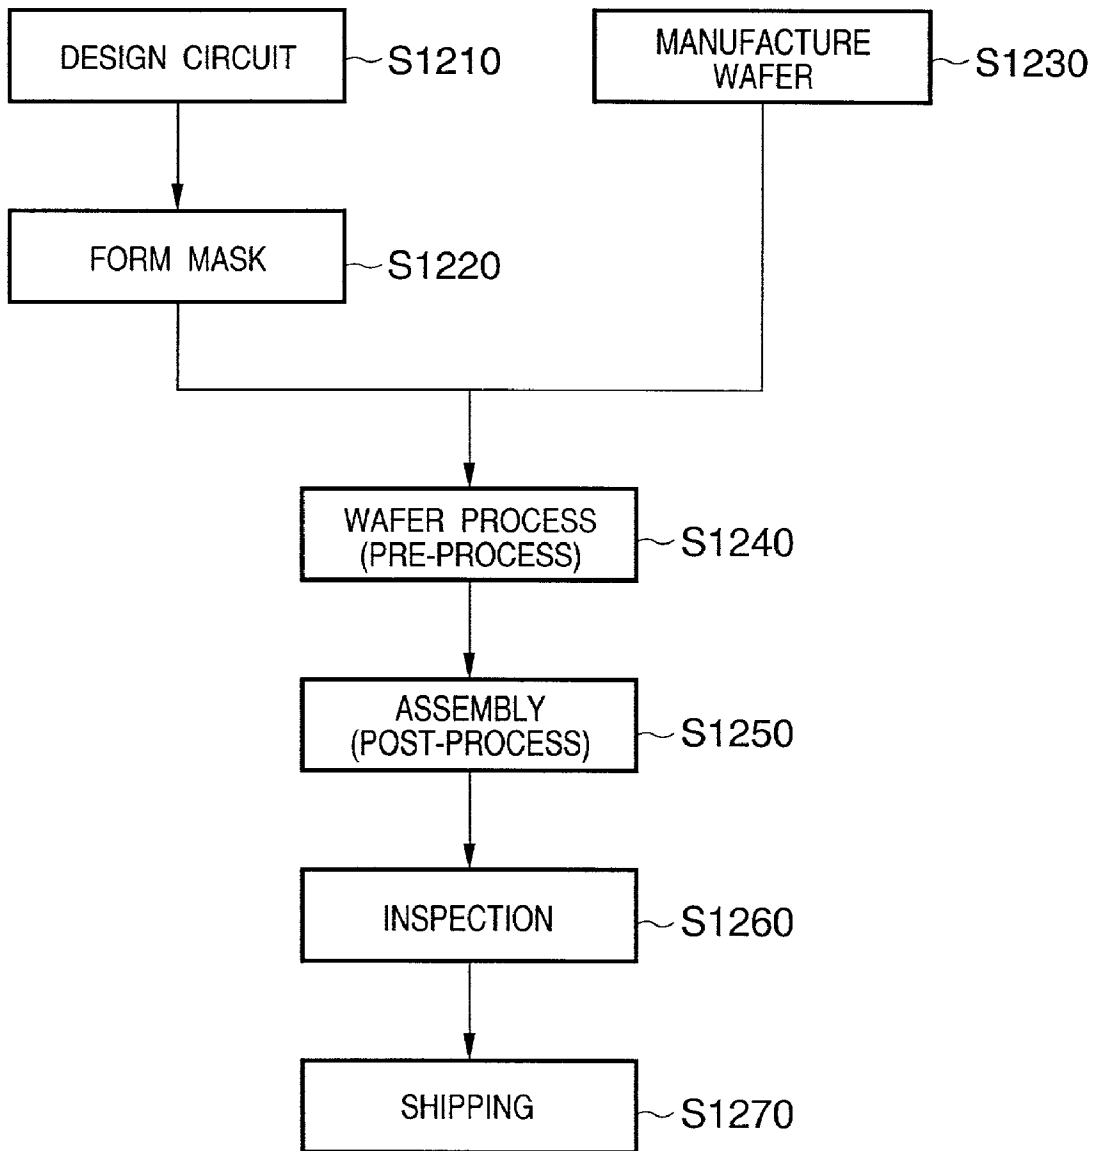 DESIGN CIRCUIT
S1210
MANUFACTURE
WAFER
S1230
FORM MASK
S1220
WAFER PROCESS
(PRE-PROCESS)
S1240
ASSEMBLY
(POST-PROCESS)
S1250
INSPECTION
S1260
SHIPPING
S1270